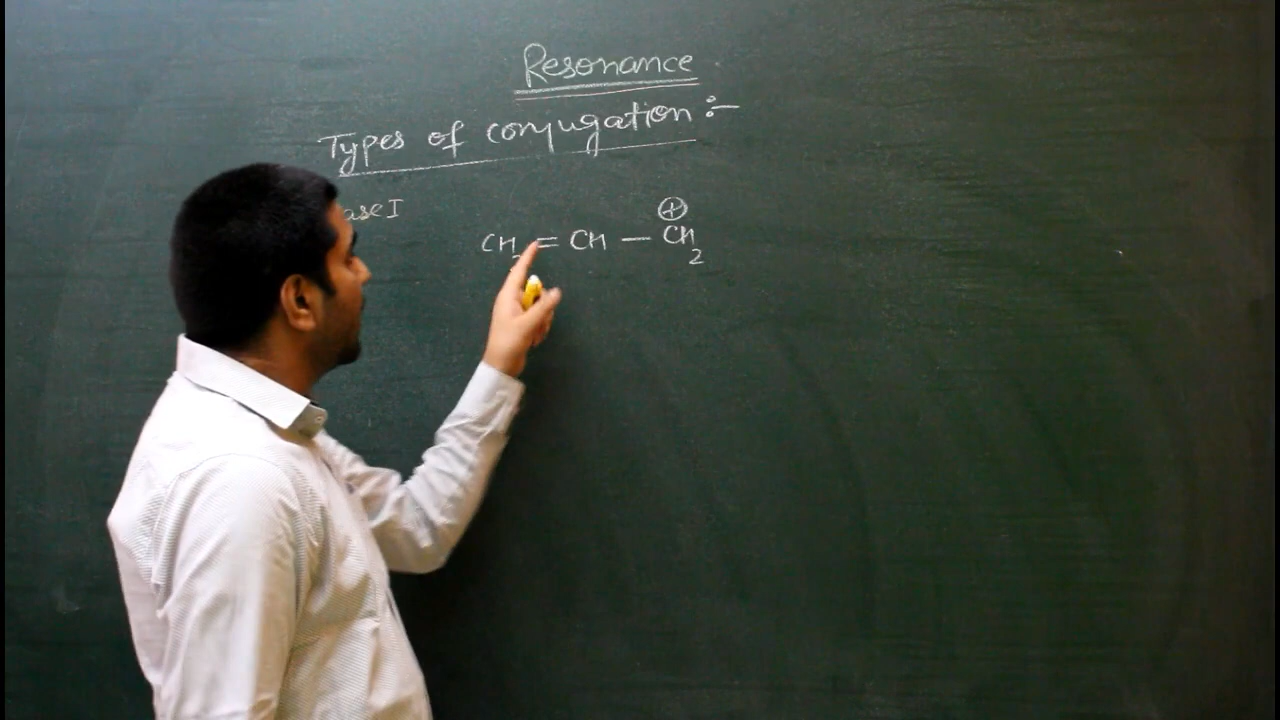 Resonance
Types of conjugation :-
ase I
CH2 = CH — CH2
⊕